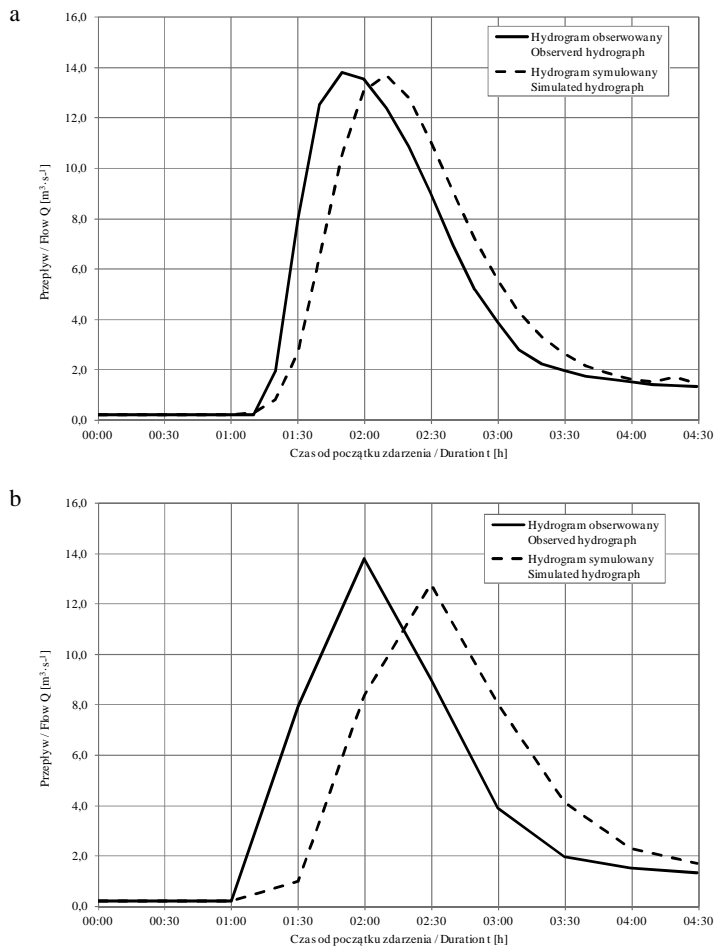 a
16,0
14,0
12,0
10,0
8,0
6,0
4,0
2,0
0,0
Przepływ / Flow Q [m³·s-¹]
Hydrogram obserwowany
Observerd hydrograph
Hydrogram symulowany
Simulated hydrograph
00:00 00:30 01:00 01:30 02:00 02:30 03:00 03:30 04:00 04:30
Czas od początku zdarzenia / Duration t [h]
b
16,0
14,0
12,0
10,0
8,0
6,0
4,0
2,0
0,0
Przepływ / Flow Q [m³·s-¹]
Hydrogram obserwowany
Observed hydrograph
Hydrogram symulowany
Simulated hydrograph
00:00 00:30 01:00 01:30 02:00 02:30 03:00 03:30 04:00 04:30
Czas od początku zdarzenia / Duration t [h]